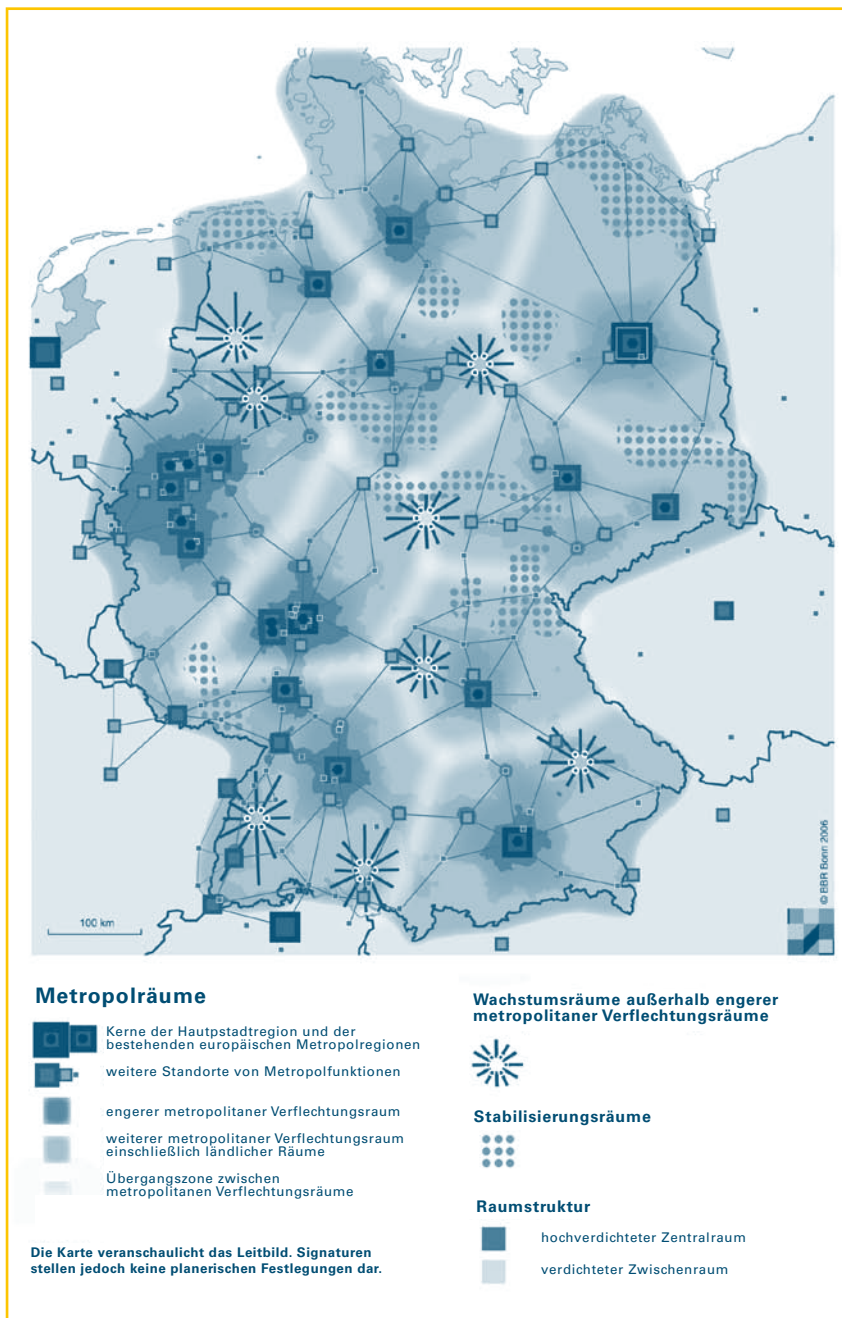 100 km
© BBR Bonn 2006
Metropolräume
Kerne der Hautpstadtregion und der
bestehenden europäischen Metropolregionen
weitere Standorte von Metropolfunktionen
engerer metropolitaner Verflechtungsraum
weiterer metropolitaner Verflechtungsraum
einschließlich ländlicher Räume
Übergangszone zwischen
metropolitanen Verflechtungsräume
Die Karte veranschaulicht das Leitbild. Signaturen
stellen jedoch keine planerischen Festlegungen dar.
Wachstumsräume außerhalb engerer
metropolitaner Verflechtungsräume
Stabilisierungsräume
Raumstruktur
hochverdichteter Zentralraum
verdichteter Zwischenraum